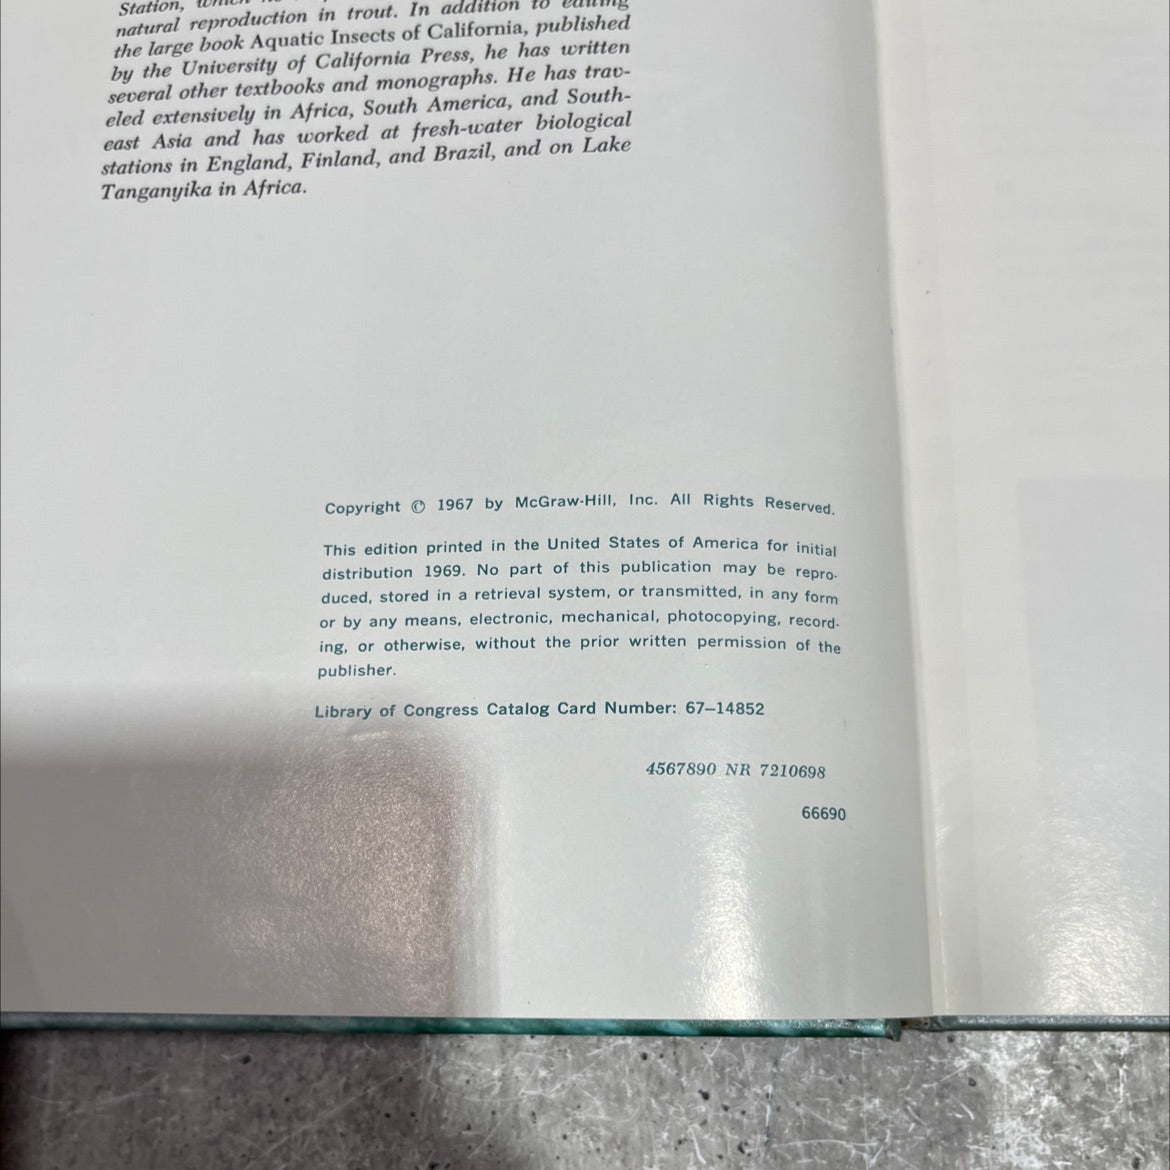 Station, which
natural reproduction in trout. In addition to editing
the large book Aquatic Insects of California, published
by the University of California Press, he has written
several other textbooks and monographs. He has trav-
eled extensively in Africa, South America, and South-
east Asia and has worked at fresh-water biological
stations in England, Finland, and Brazil, and on Lake
Tanganyika in Africa.
Copyright © 1967 by McGraw-Hill, Inc. All Rights Reserved.
This edition printed in the United States of America for initial
distribution 1969. No part of this publication may be repro-
duced, stored in a retrieval system, or transmitted, in any form
or by any means, electronic, mechanical, photocopying, record-
ing, or otherwise, without the prior written permission of the
publisher.
Library of Congress Catalog Card Number: 67–14852
4567890 NR 7210698
66690